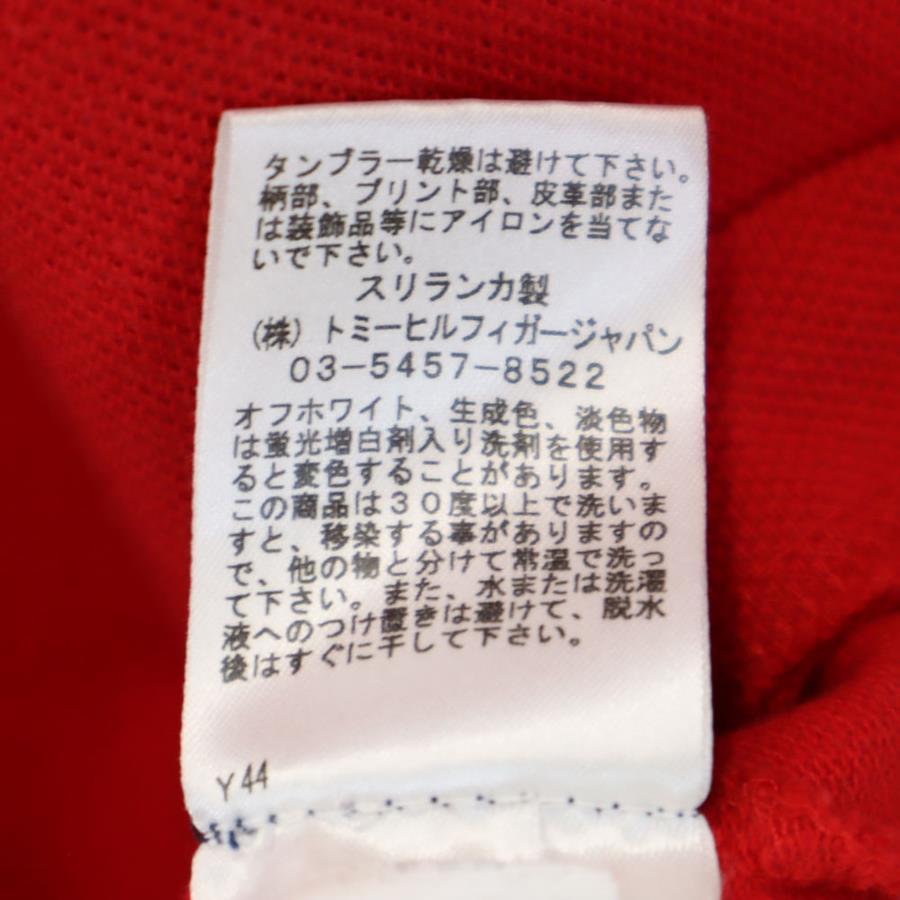 タンブラー乾燥は避けて下さい。
柄部、プリント部、皮革部また
は装飾品等にアイロンを当てな
いで下さい。
スリランカ製
(株)トミーヒルフィガージャパン
03-5457-8522
オフホワイト、生成色、淡色物
は蛍光増白剤入り洗剤を使用す
ると変色することがあります。
この商品は30度以上で洗いま
すと、移染する事がありますの
で、他の物と分けて常温で洗っ
て下さい。また、水または洗濯
液へのつけ置きは避けて、脱水
後はすぐに干して下さい。
Y44